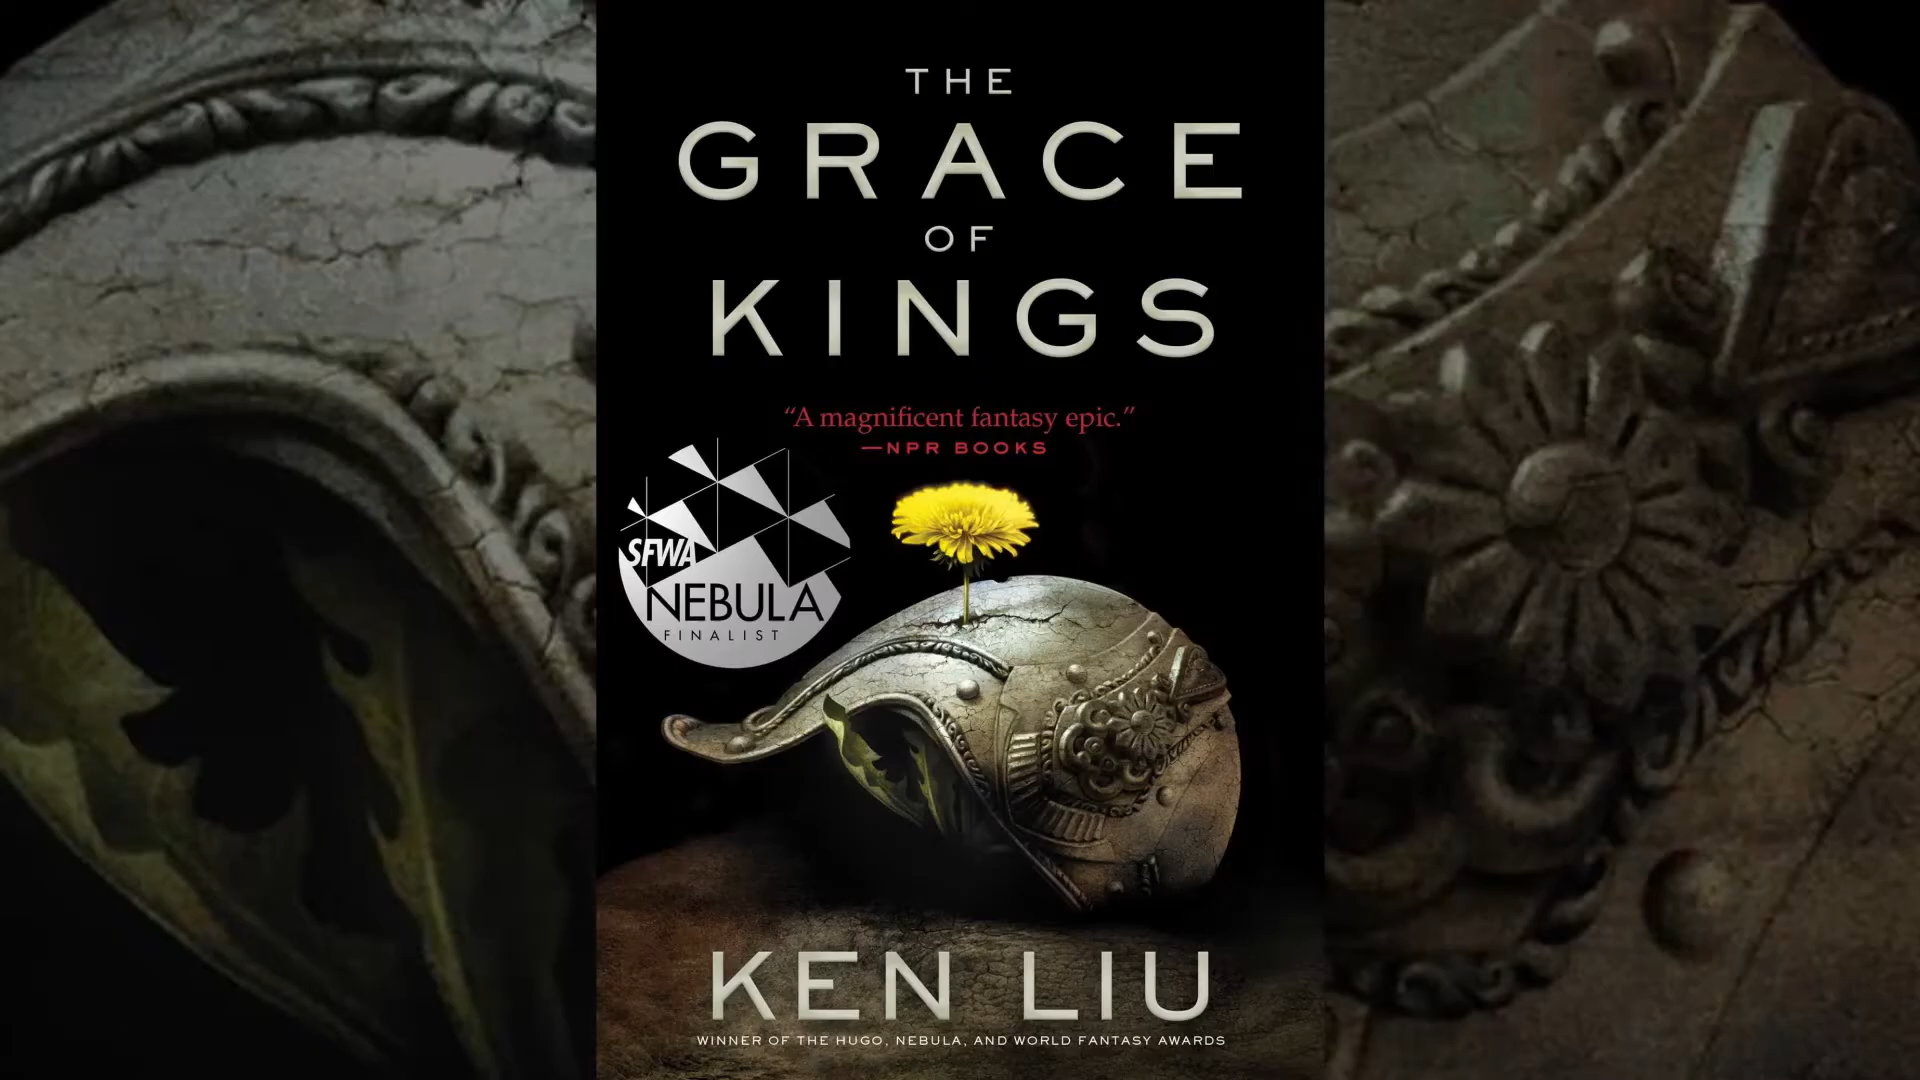 THE
GRACE
OF
KINGS
“A magnificent fantasy epic.”
—NPR BOOKS
SFWA
NEBULA
FINALIST
KEN LIU
WINNER OF THE HUGO, NEBULA, AND WORLD FANTASY AWARDS